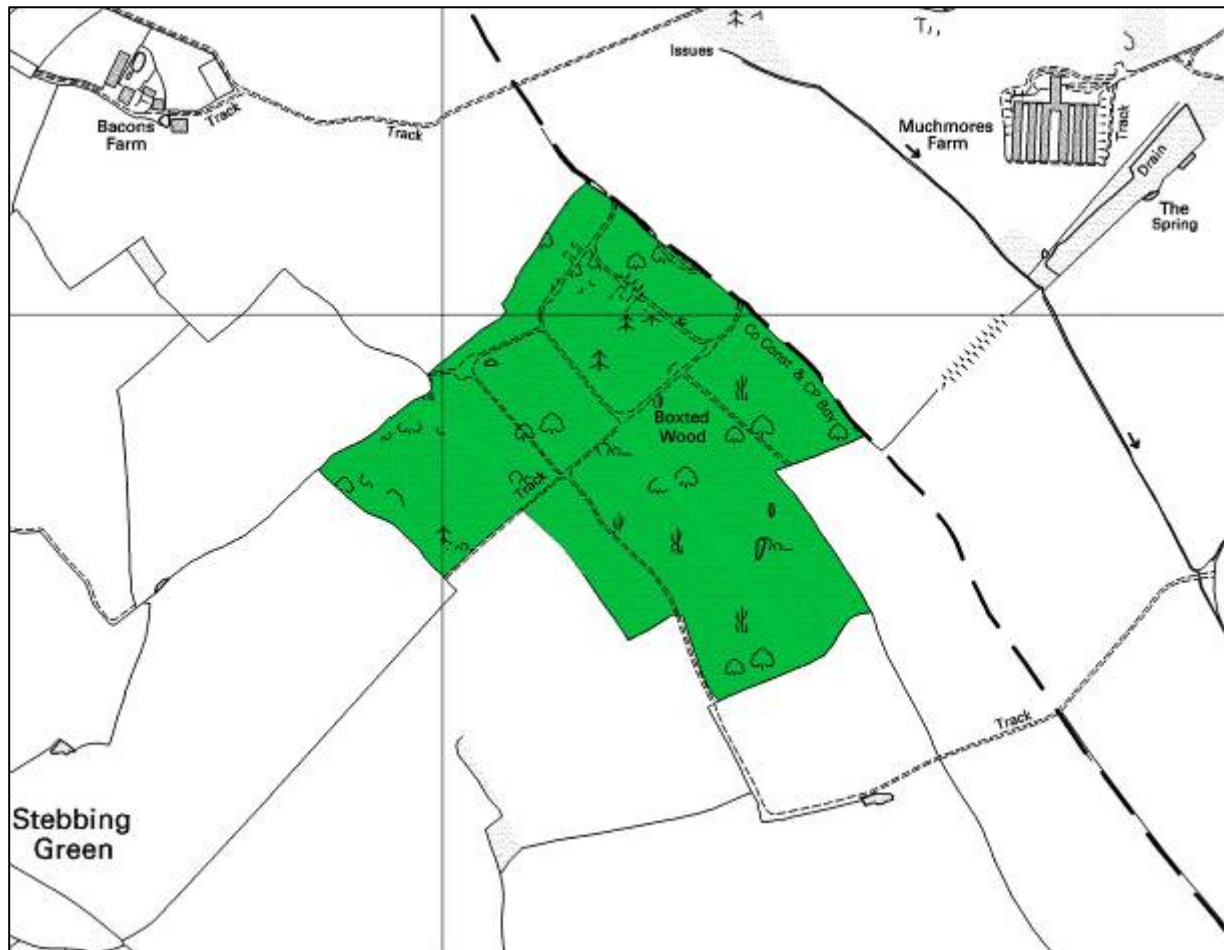 Issues
Bacons
Farm
Track
Track
Muchmores
Farm
Track
Drain
The
Spring
Co Const & CP Bdy
Boxted
Wood
Track
Track
Stebbing
Green